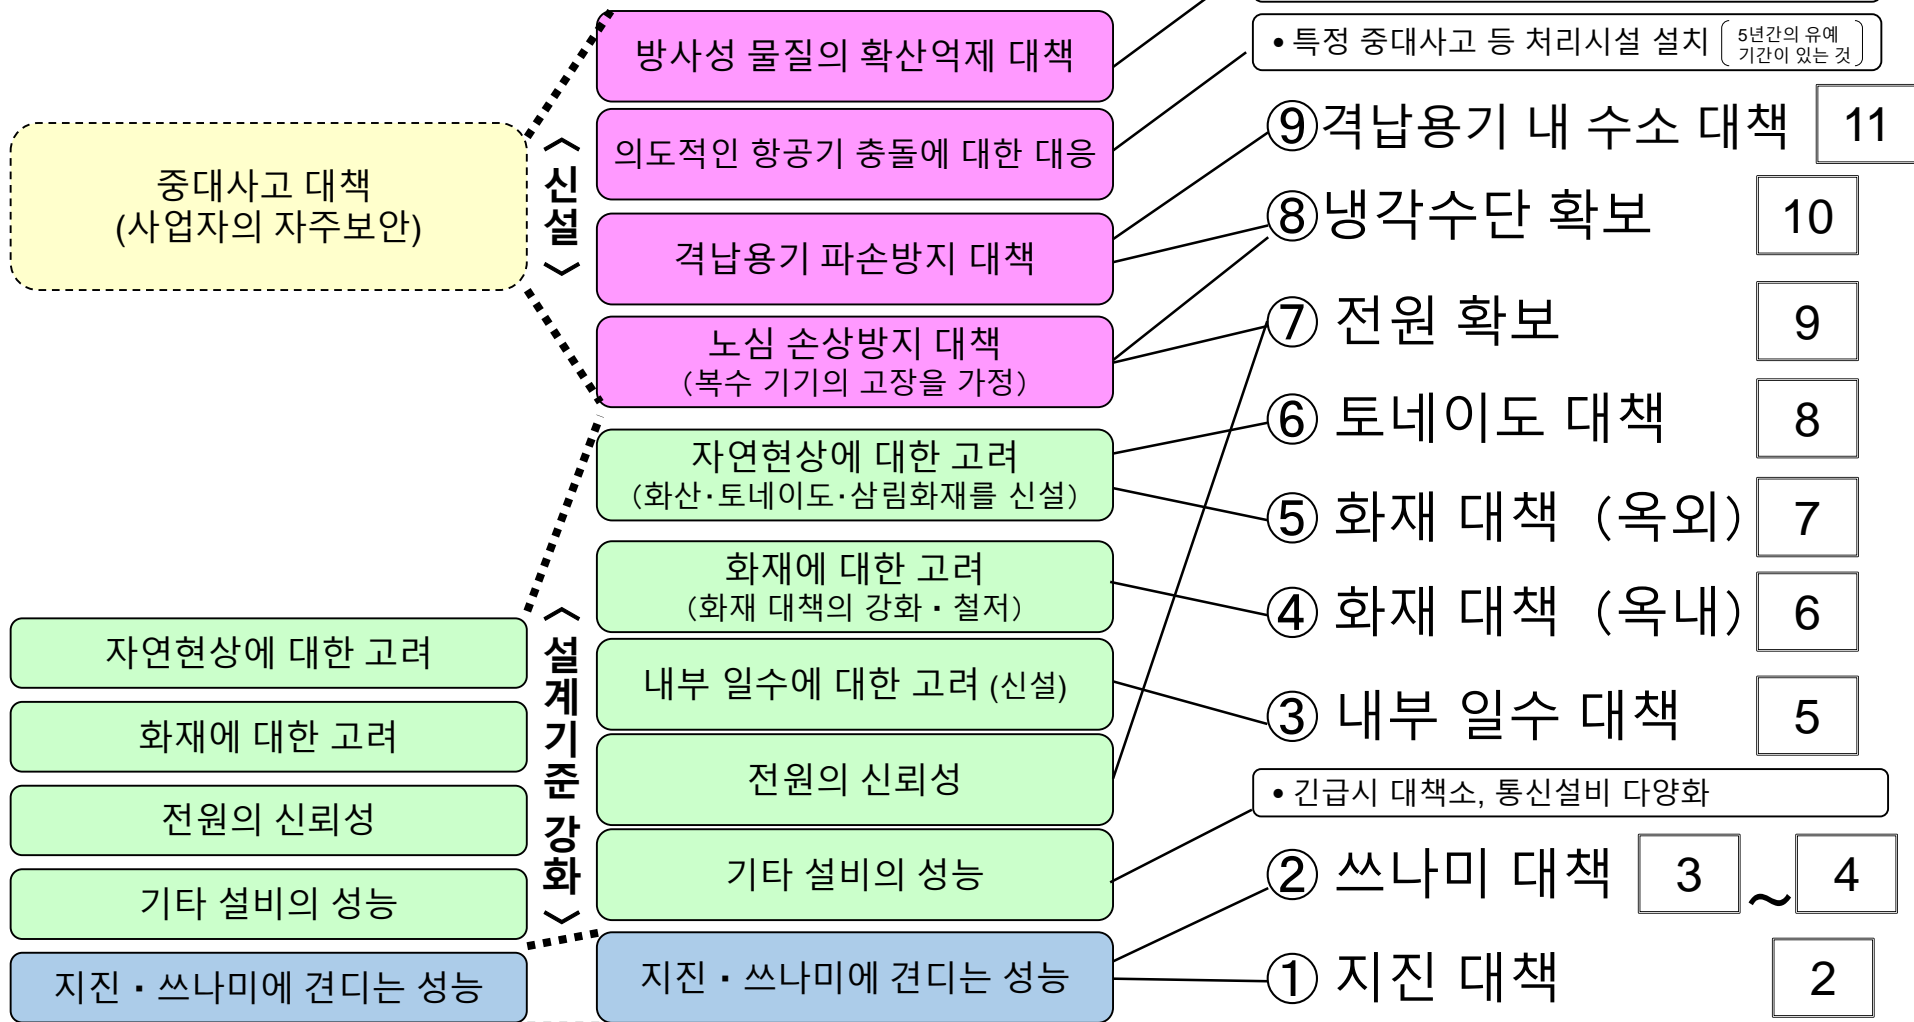 중대사고 대책
(사업자의 자주보안)
자연현상에 대한 고려
화재에 대한 고려
전원의 신뢰성
기타 설비의 성능
지진・쓰나미에 견디는 성능
〈신설〉
〈설계기준 강화〉
방사성 물질의 확산억제 대책
의도적인 항공기 충돌에 대한 대응
격납용기 파손방지 대책
노심 손상방지 대책
(복수 기기의 고장을 가정)
자연현상에 대한 고려
(화산·토네이도·삼림화재를 신설)
화재에 대한 고려
(화재 대책의 강화・철저)
내부 일수에 대한 고려 (신설)
전원의 신뢰성
기타 설비의 성능
지진・쓰나미에 견디는 성능
• 특정 중대사고 등 처리시설 설치 5년간의 유예
기간이 있는 것
⑨격납용기 내 수소 대책 11
⑧냉각수단 확보 10
⑦ 전원 확보 9
⑥ 토네이도 대책 8
⑤ 화재 대책 (옥외) 7
④ 화재 대책 (옥내) 6
③ 내부 일수 대책 5
• 긴급시 대책소, 통신설비 다양화
② 쓰나미 대책 3 ~ 4
① 지진 대책 2